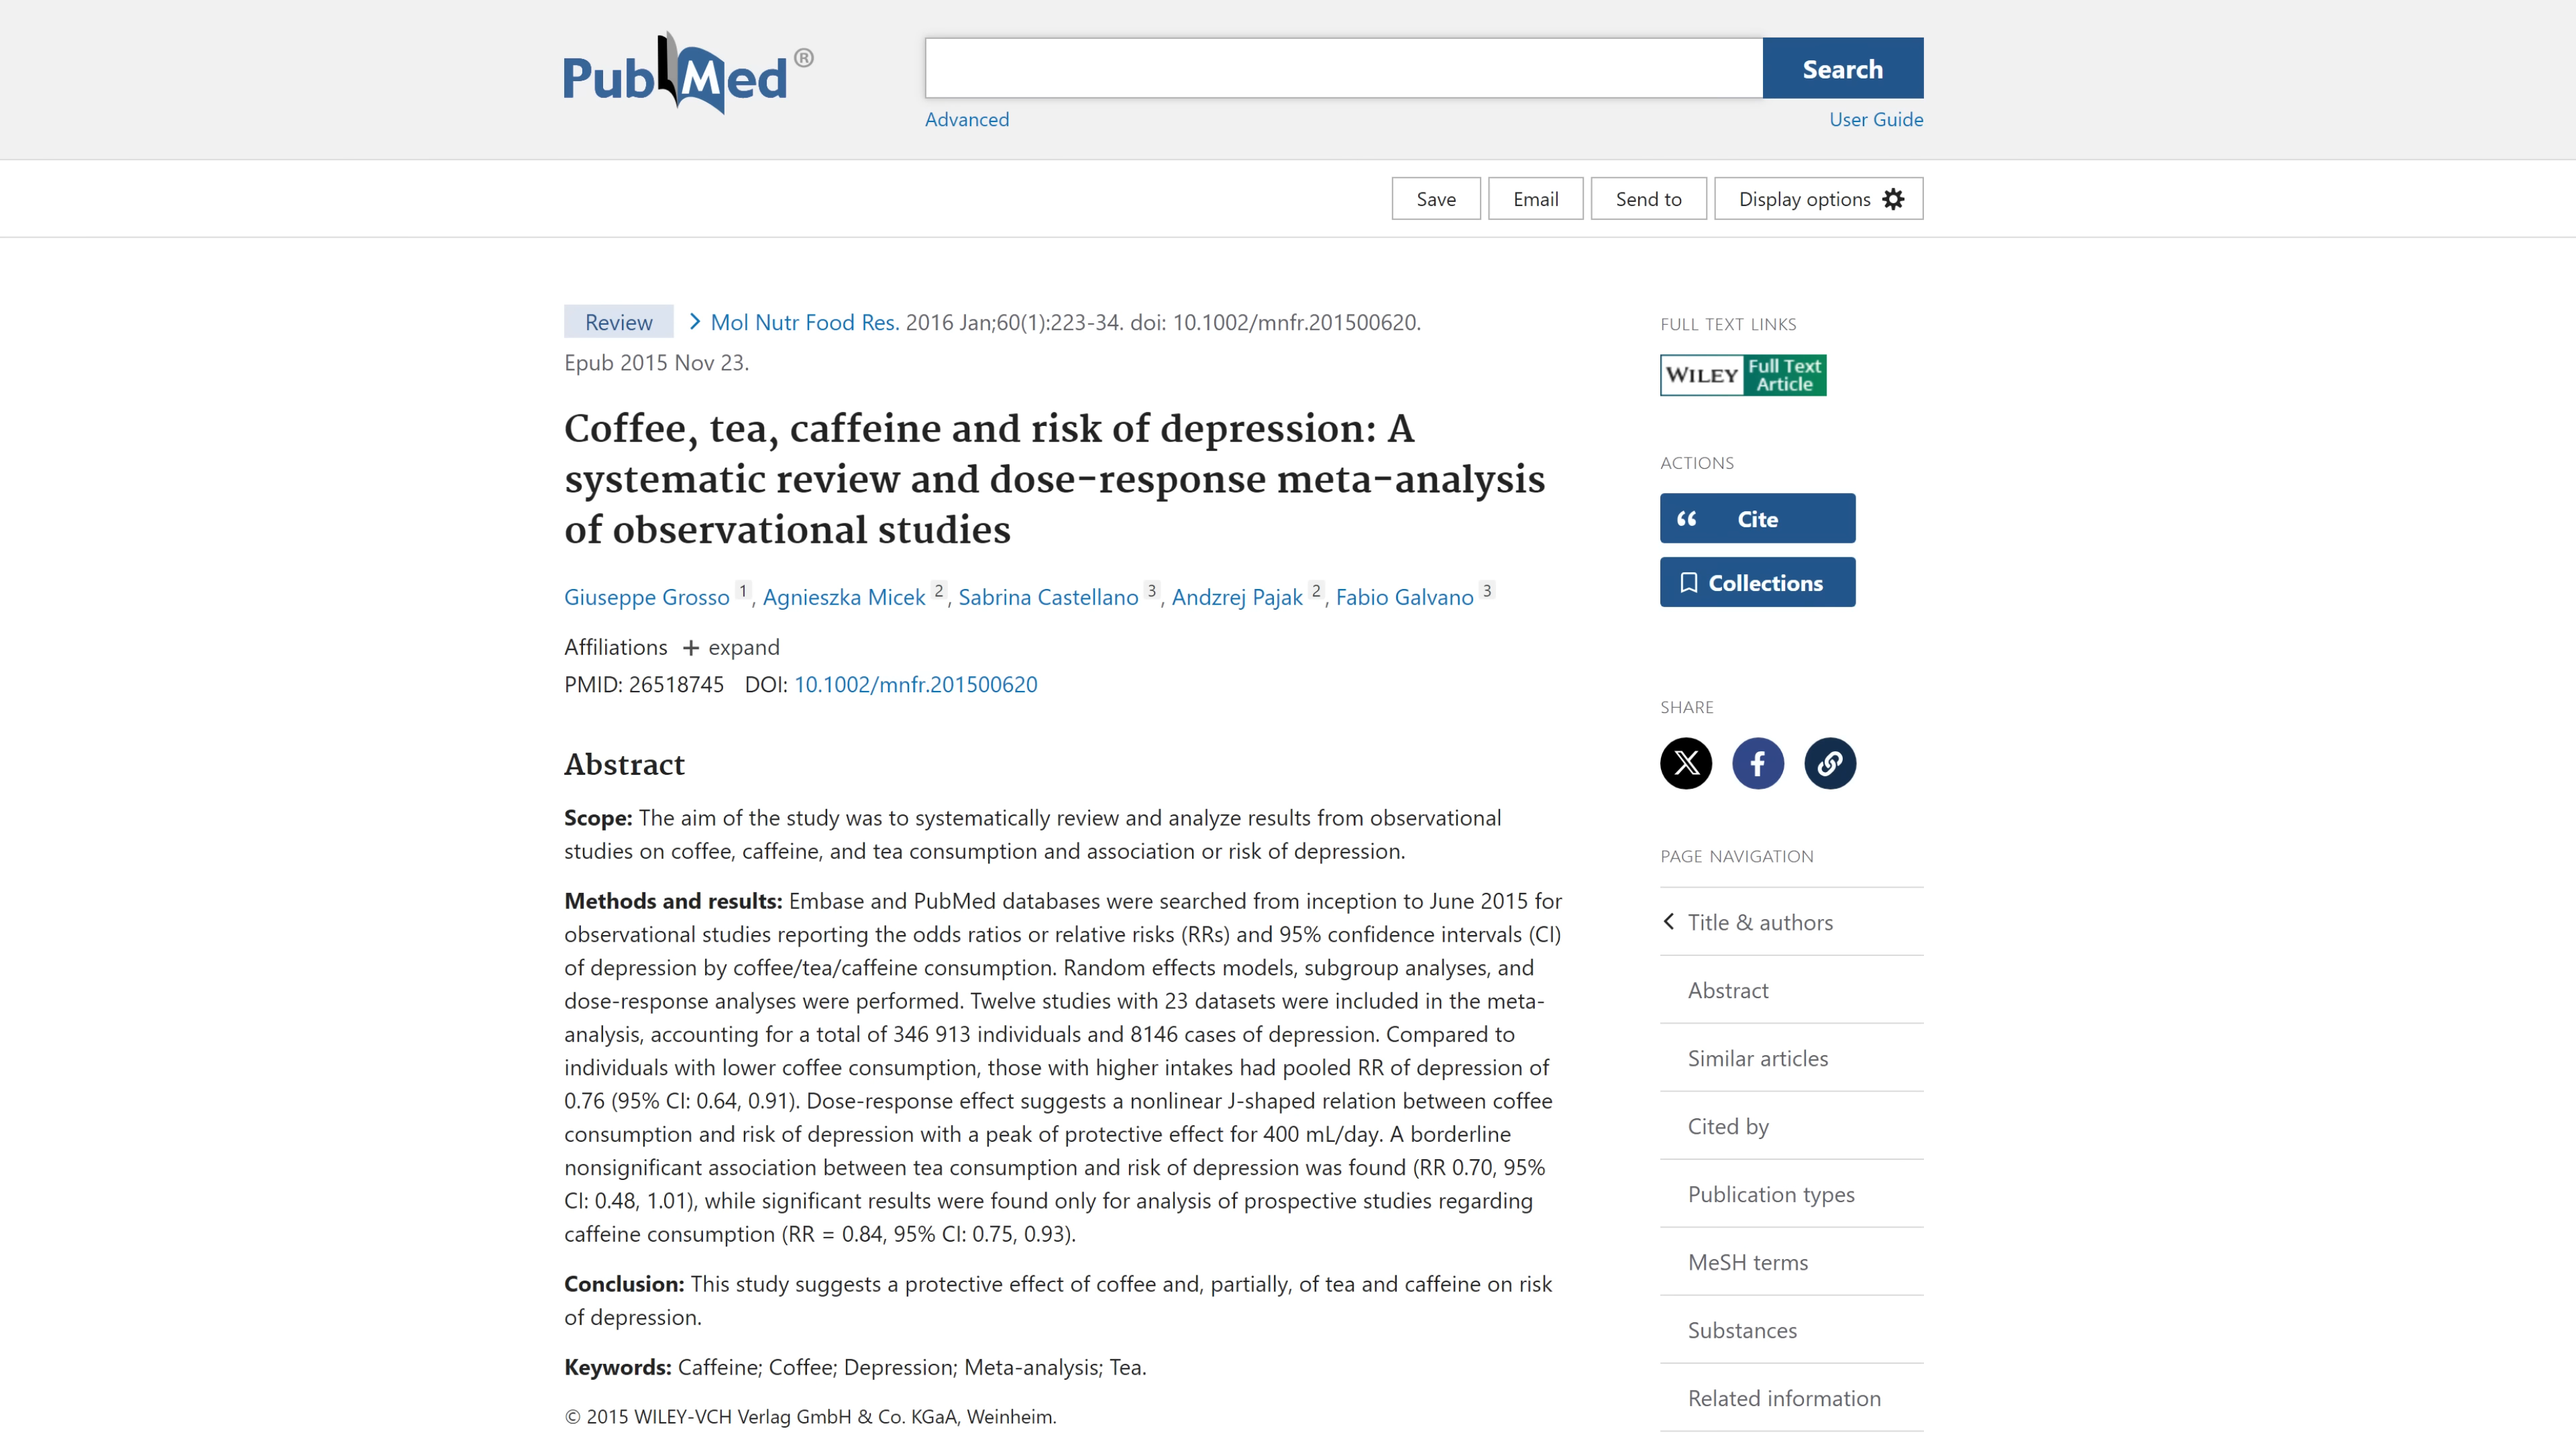 PubMed®
Search
Advanced
User Guide
Save
Email
Send to
Display options
Review
Mol Nutr Food Res. 2016 Jan;60(1):223-34. doi: 10.1002/mnfr.201500620.
Epub 2015 Nov 23.
Coffee, tea, caffeine and risk of depression: A
systematic review and dose-response meta-analysis
of observational studies
Giuseppe Grosso 1, Agnieszka Micek 2, Sabrina Castellano 3, Andzrej Pajak 2, Fabio Galvano 3
Affiliations + expand
PMID: 26518745 DOI: 10.1002/mnfr.201500620
Abstract
Scope: The aim of the study was to systematically review and analyze results from observational
studies on coffee, caffeine, and tea consumption and association or risk of depression.
Methods and results: Embase and PubMed databases were searched from inception to June 2015 for
observational studies reporting the odds ratios or relative risks (RRs) and 95% confidence intervals (CI)
of depression by coffee/tea/caffeine consumption. Random effects models, subgroup analyses, and
dose-response analyses were performed. Twelve studies with 23 datasets were included in the meta-
analysis, accounting for a total of 346 913 individuals and 8146 cases of depression. Compared to
individuals with lower coffee consumption, those with higher intakes had pooled RR of depression of
0.76 (95% CI: 0.64, 0.91). Dose-response effect suggests a nonlinear J-shaped relation between coffee
consumption and risk of depression with a peak of protective effect for 400 mL/day. A borderline
nonsignificant association between tea consumption and risk of depression was found (RR 0.70, 95%
CI: 0.48, 1.01), while significant results were found only for analysis of prospective studies regarding
caffeine consumption (RR = 0.84, 95% CI: 0.75, 0.93).
Conclusion: This study suggests a protective effect of coffee and, partially, of tea and caffeine on risk
of depression.
Keywords: Caffeine; Coffee; Depression; Meta-analysis; Tea.
© 2015 WILEY-VCH Verlag GmbH & Co. KGaA, Weinheim.
FULL TEXT LINKS
WILEY Full Text
Article
ACTIONS
Cite
Collections
SHARE
PAGE NAVIGATION
Title & authors
Abstract
Similar articles
Cited by
Publication types
MeSH terms
Substances
Related information